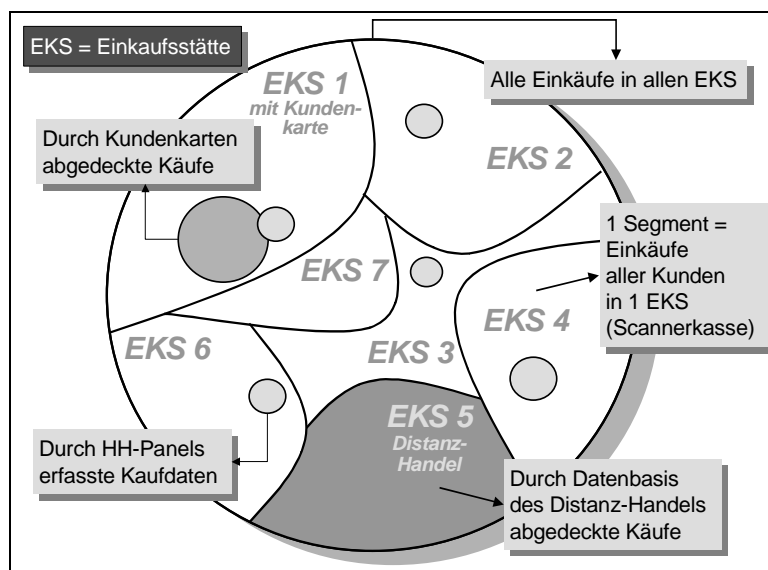 EKS = Einkaufsstätte
EKS 1
mit Kunden-
karte
Alle Einkäufe in allen EKS
Durch Kundenkarten
abgedeckte Käufe
EKS 2
1 Segment =
Einkäufe
aller Kunden
in 1 EKS
(Scannerkasse)
EKS 7
EKS 4
EKS 6
EKS 3
EKS 5
Distanz-
Handel
Durch HH-Panels
erfasste Kaufdaten
Durch Datenbasis
des Distanz-Handels
abgedeckte Käufe